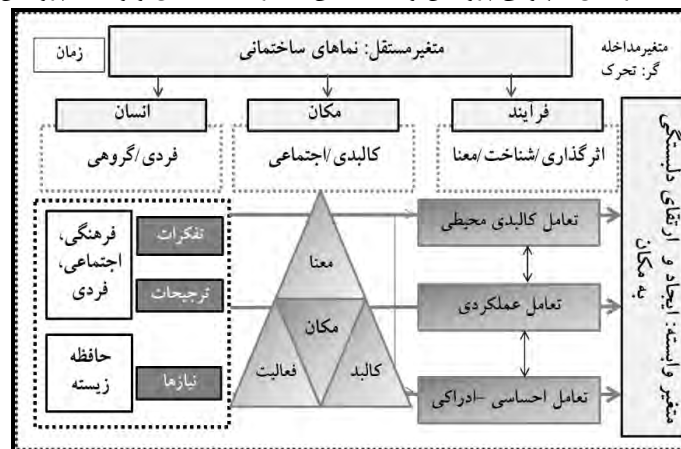 متغیرمداخله
گر: تحرک
متغیرمستقل: نماهای ساختمانی
زمان
فرآیند
مکان
انسان
اثرگذاری/شناخت/معنا
کالبدی/اجتماعی
فردی/گروهی
متغیر وابسته: ایجاد و ارتقای دلبستگی
به مکان
تعامل کالبدی محیطی
تعامل عملکردی
تعامل احساسی –ادراکی
معنا
مکان
کالبد
فعالیت
تفکرات
ترجیحات
نیازها
فرهنگی،
اجتماعی،
فردی
حافظه
زیسته